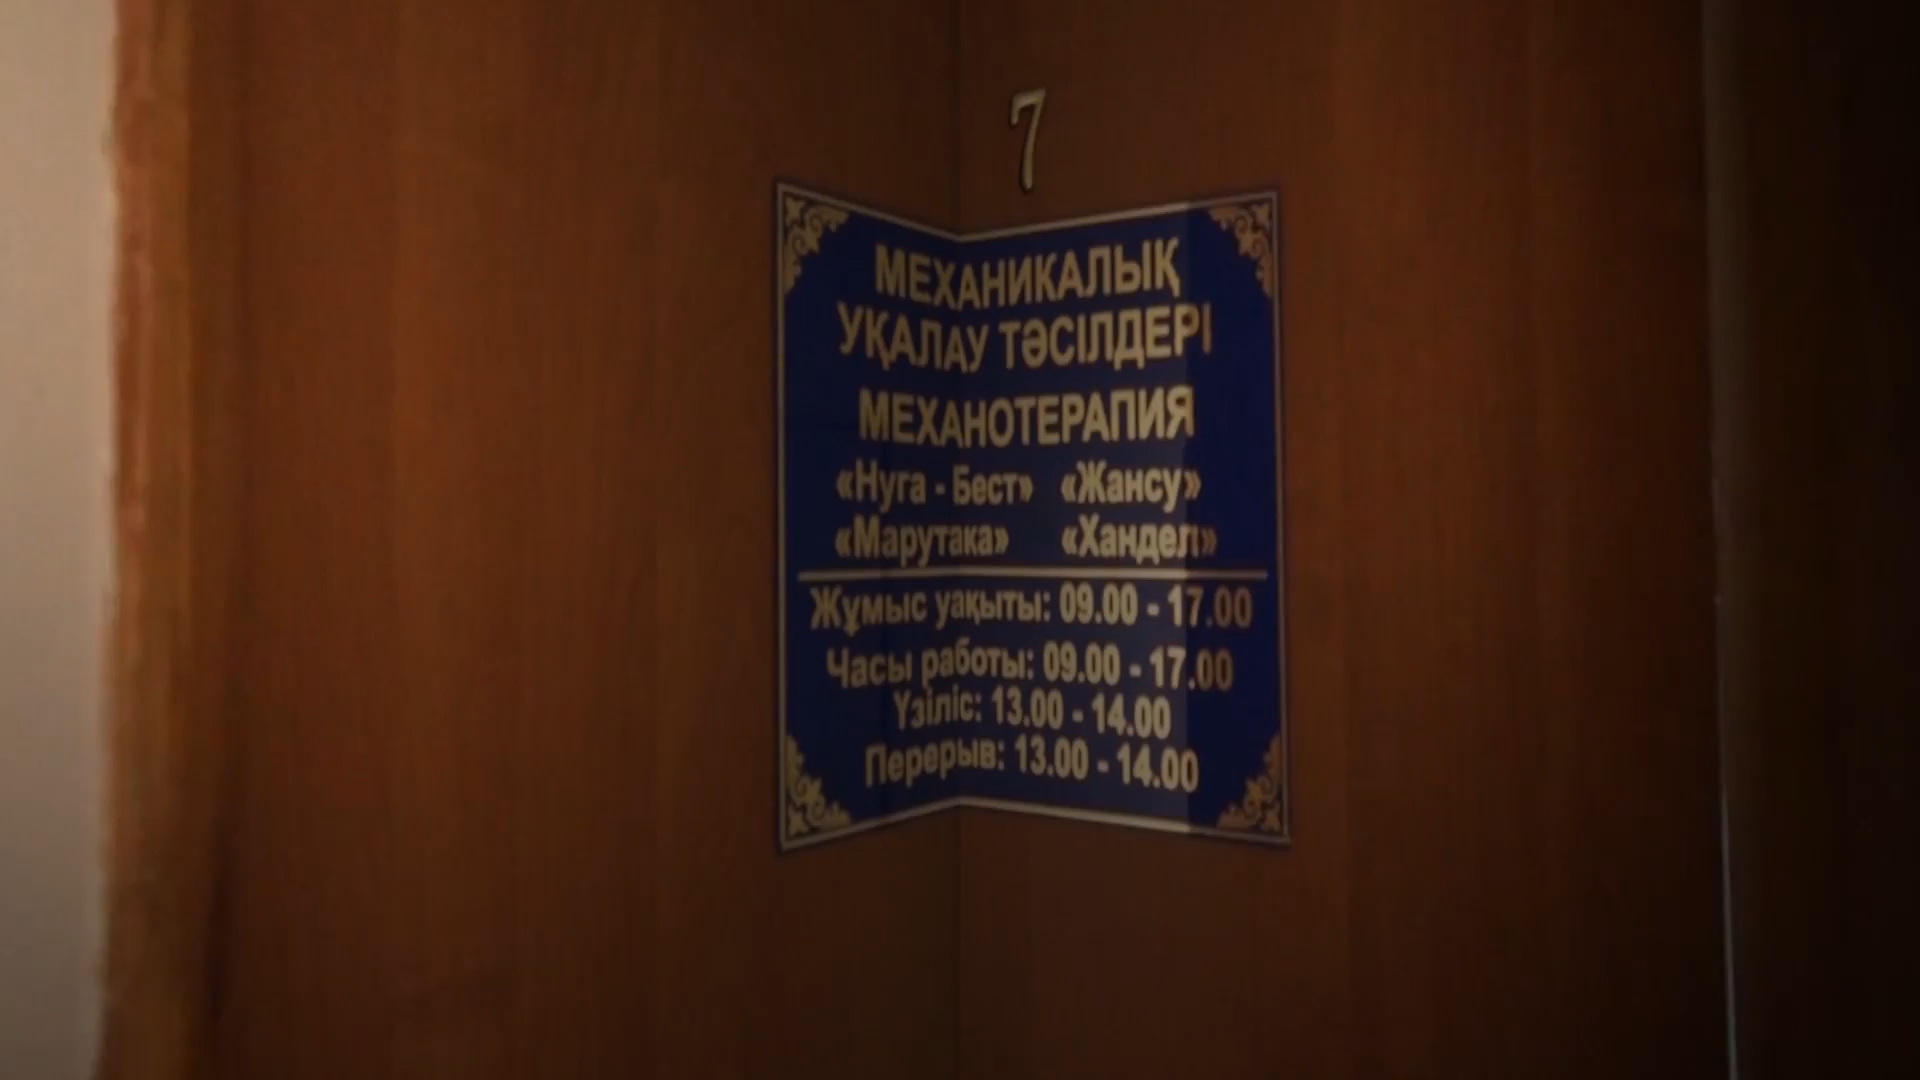 7
МЕХАНИКАЛЫҚ
УҚАЛАУ ТӘСІЛДЕРІ
МЕХАНОТЕРАПИЯ
«Нуга - Бест» «Жансу»
«Марутака» «Хандел»
Жұмыс уақыты: 09.00 - 17.00
Часы работы: 09.00 - 17.00
Үзіліс: 13.00 - 14.00
Перерыв: 13.00 - 14.00